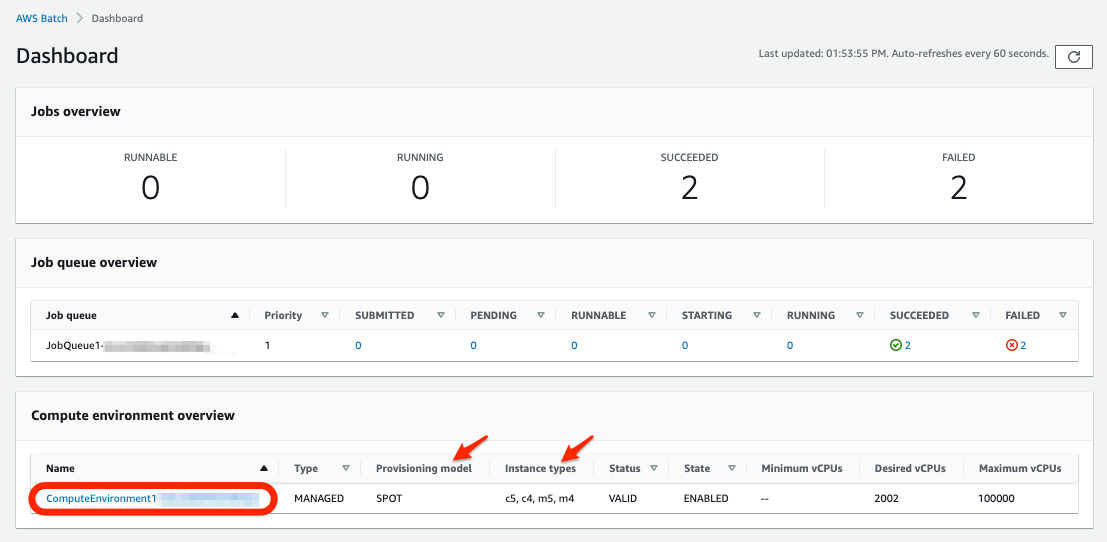 AWS Batch > Dashboard
Dashboard
Last updated: 01:53:55 PM. Auto-refreshes every 60 seconds.
Jobs overview
RUNNABLE RUNNING SUCCEEDED FAILED
0 0 2 2
Job queue overview
Job queue Priority SUBMITTED PENDING RUNNABLE STARTING RUNNING SUCCEEDED FAILED
JobQueue1- 1 0 0 0 0 0 2 2
Compute environment overview
Name Type Provisioning model Instance types Status State Minimum vCPUs Desired vCPUs Maximum vCPUs
ComputeEnvironment1 MANAGED SPOT c5, c4, m5, m4 VALID ENABLED -- 2002 100000